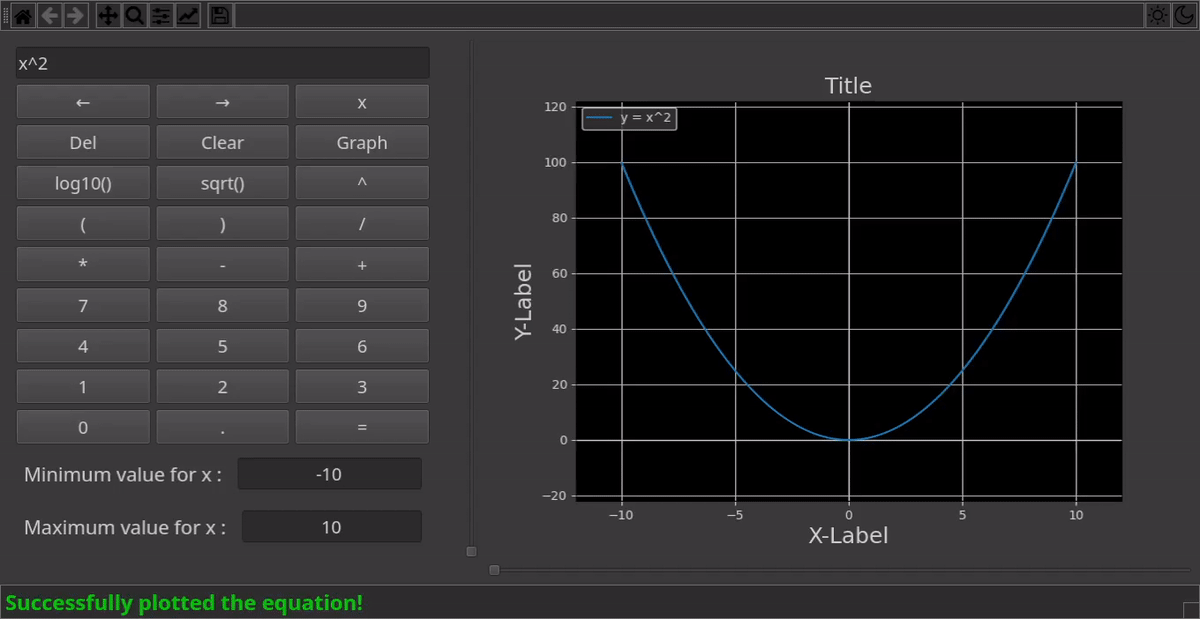 x^2
← → x
Del Clear Graph
log10() sqrt() ^
( ) /
* - +
7 8 9
4 5 6
1 2 3
0 . =
Minimum value for x : -10
Maximum value for x : 10
Title
y = x^2
120
100
80
60
40
20
0
−20
Y-Label
−10 −5 0 5 10
X-Label
Successfully plotted the equation!